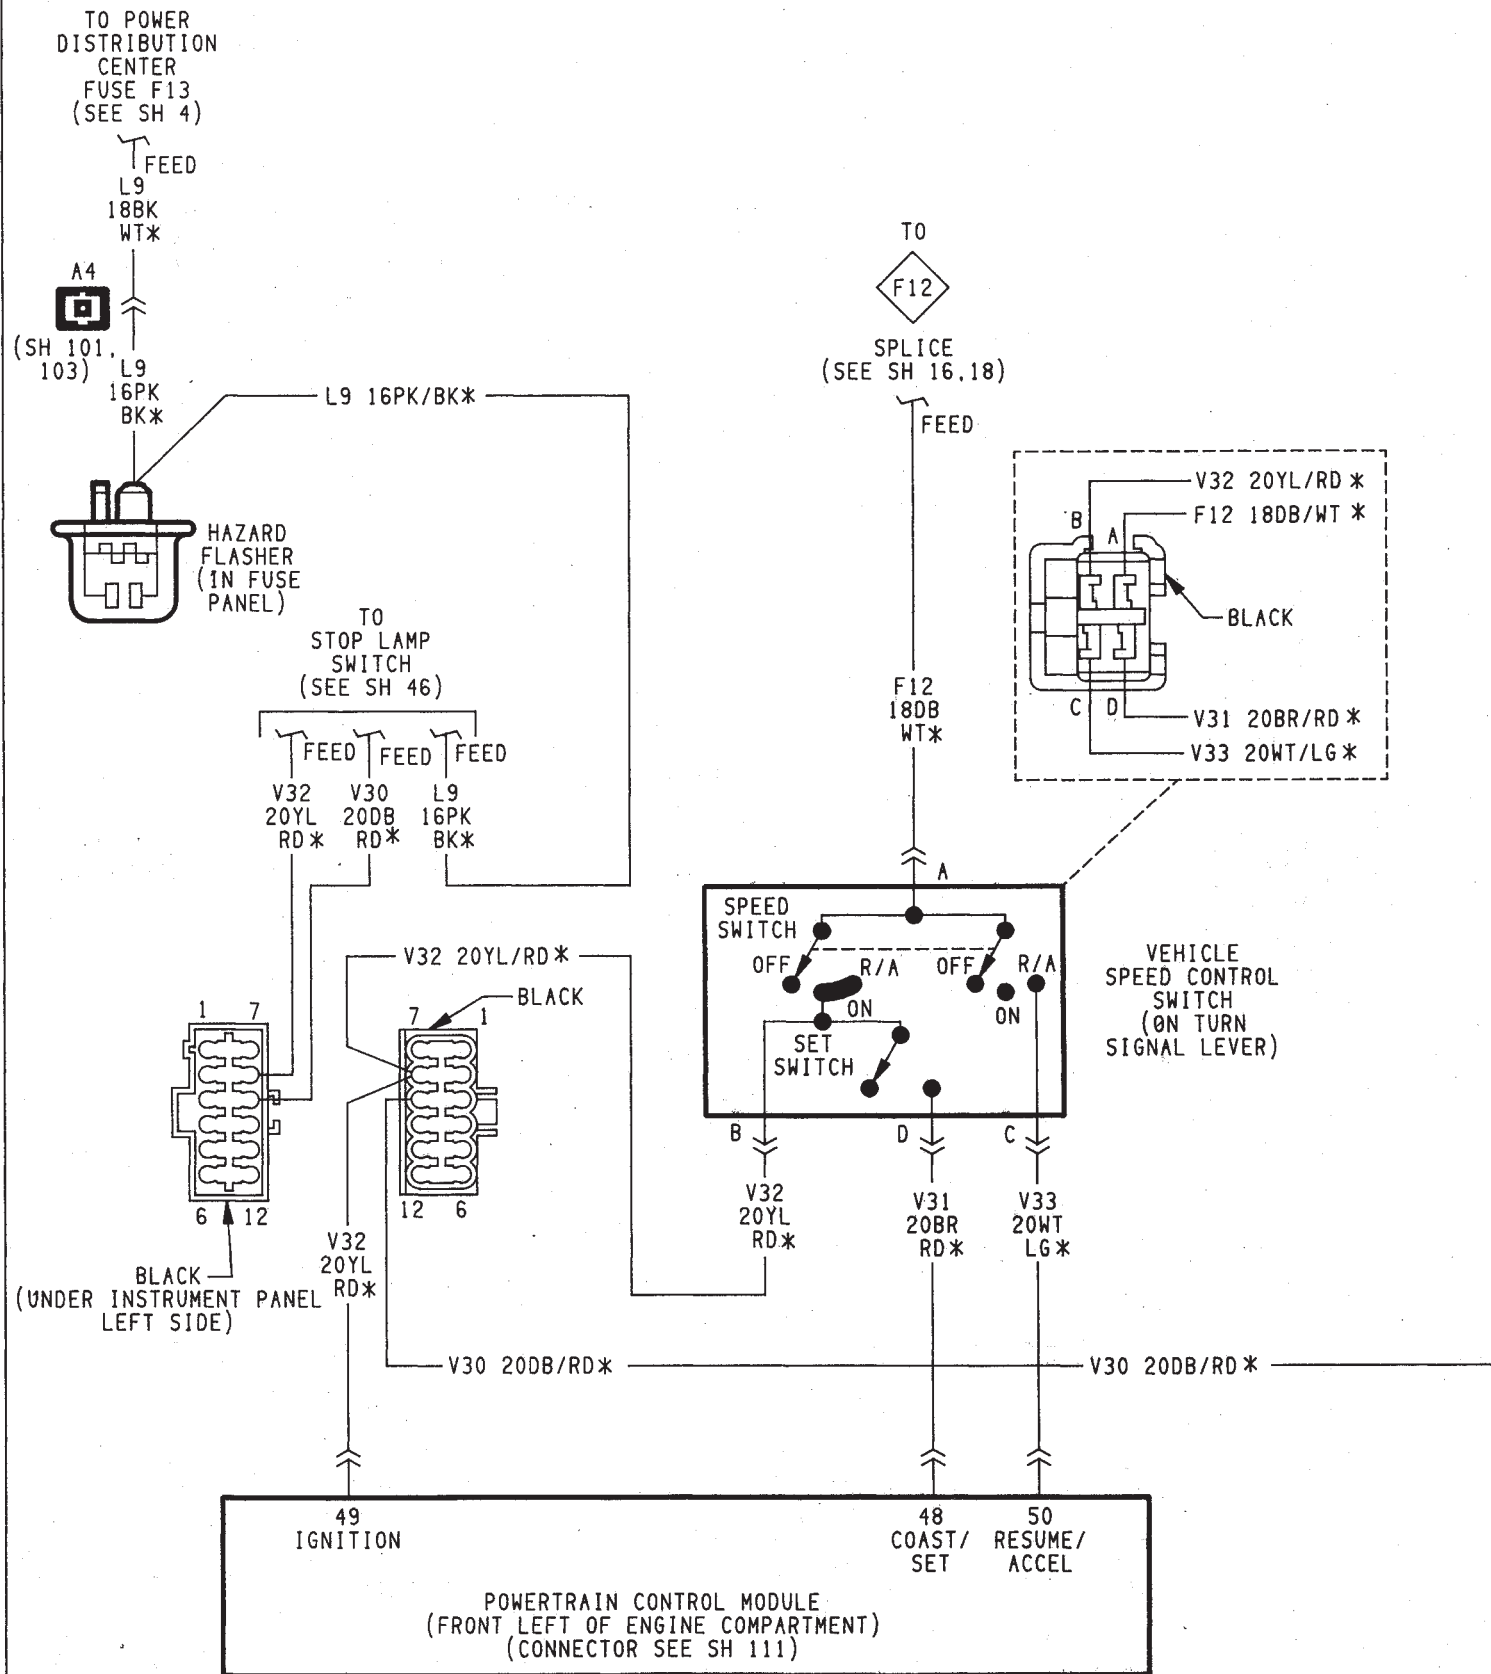 TO POWER
DISTRIBUTION
CENTER
FUSE F13
(SEE SH 4)
FEED
L9
18BK
WT*
A4
(SH 101,
103)
L9
16PK
BK*
L9 16PK/BK*
HAZARD
FLASHER
(IN FUSE
PANEL)
TO
STOP LAMP
SWITCH
(SEE SH 46)
FEED
FEED
FEED
V32
20YL
RD*
V30
20DB
RD*
L9
16PK
BK*
TO
F12
SPLICE
(SEE SH 16,18)
FEED
F12
18DB
WT*
V32 20YL/RD *
F12 18DB/WT *
B
A
BLACK
C
D
V31 20BR/RD *
V33 20WT/LG *
A
SPEED
SWITCH
OFF
R/A
ON
OFF
R/A
ON
SET
SWITCH
VEHICLE
SPEED CONTROL
SWITCH
(ON TURN
SIGNAL LEVER)
B
D
C
V32 20YL/RD *
BLACK
1
7
7
1
6
12
12
6
BLACK
(UNDER INSTRUMENT PANEL
LEFT SIDE)
V32
20YL
RD*
V32
20YL
RD*
V31
20BR
RD*
V33
20WT
LG*
V30 20DB/RD*
V30 20DB/RD *
49
IGNITION
48
COAST/
SET
50
RESUME/
ACCEL
POWERTRAIN CONTROL MODULE
(FRONT LEFT OF ENGINE COMPARTMENT)
(CONNECTOR SEE SH 111)